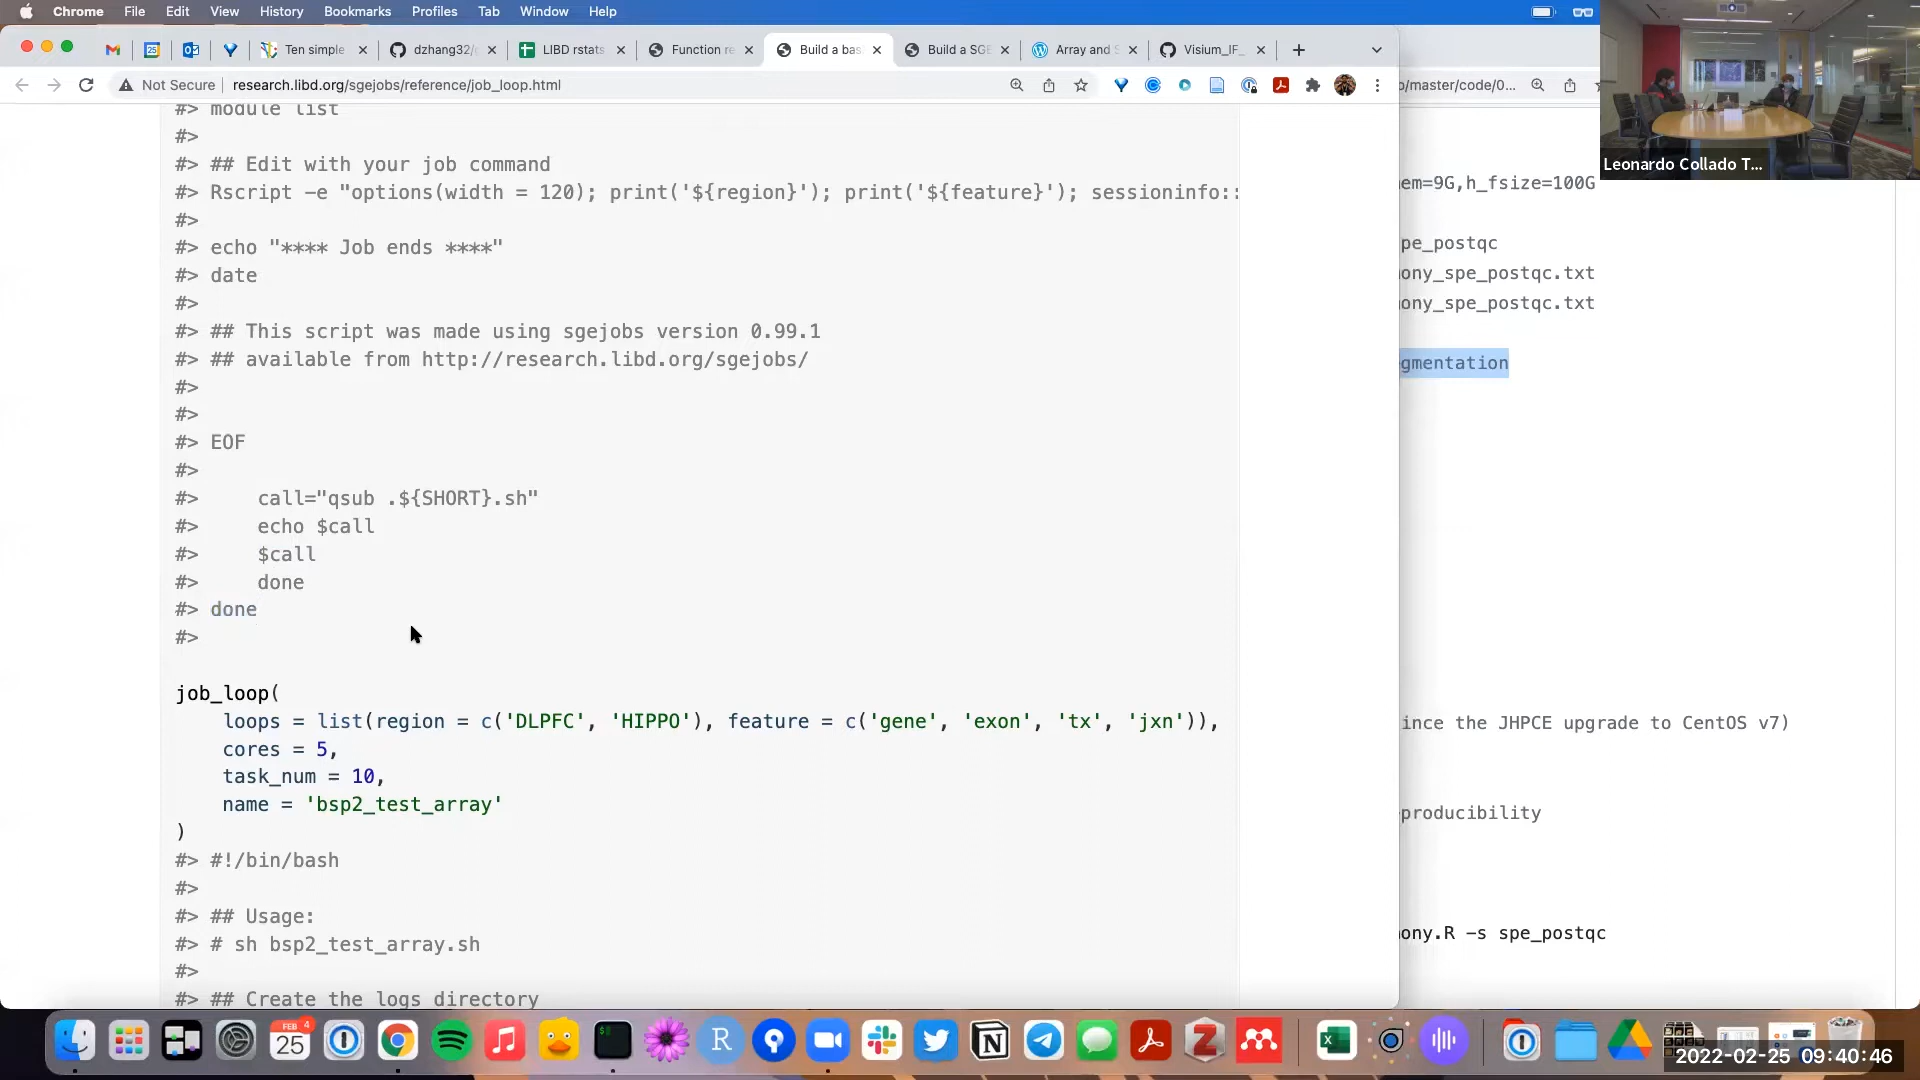 Chrome File Edit View History Bookmarks Profiles Tab Window Help
Ten simple dzhang32/ LIBD rstats Function re Build a bas Build a SGE Array and S Visium_IF_
Not Secure research.libd.org/sgejobs/reference/job_loop.html
o/master/code/0...
#> module list
#>
#> ## Edit with your job command
#> Rscript -e "options(width = 120); print('${region}'); print('${feature}'); sessioninfo::
#>
#> echo "**** Job ends ****"
#> date
#>
#> ## This script was made using sgejobs version 0.99.1
#> ## available from http://research.libd.org/sgejobs/
#>
#>
#> EOF
#>
#>     call="qsub .${SHORT}.sh"
#>     echo $call
#>     $call
#>     done
#> done
#>
job_loop(
    loops = list(region = c('DLPFC', 'HIPPO'), feature = c('gene', 'exon', 'tx', 'jxn')),
    cores = 5,
    task_num = 10,
    name = 'bsp2_test_array'
)
#> #!/bin/bash
#>
#> ## Usage:
#> # sh bsp2_test_array.sh
#>
#> ## Create the logs directory
em=9G,h_fsize=100G
pe_postqc
ony_spe_postqc.txt
ony_spe_postqc.txt
gmentation
ince the JHPCE upgrade to CentOS v7)
producibility
ony.R -s spe_postqc
Leonardo Collado T...
FEB
25
4
2022-02-25 09:40:46